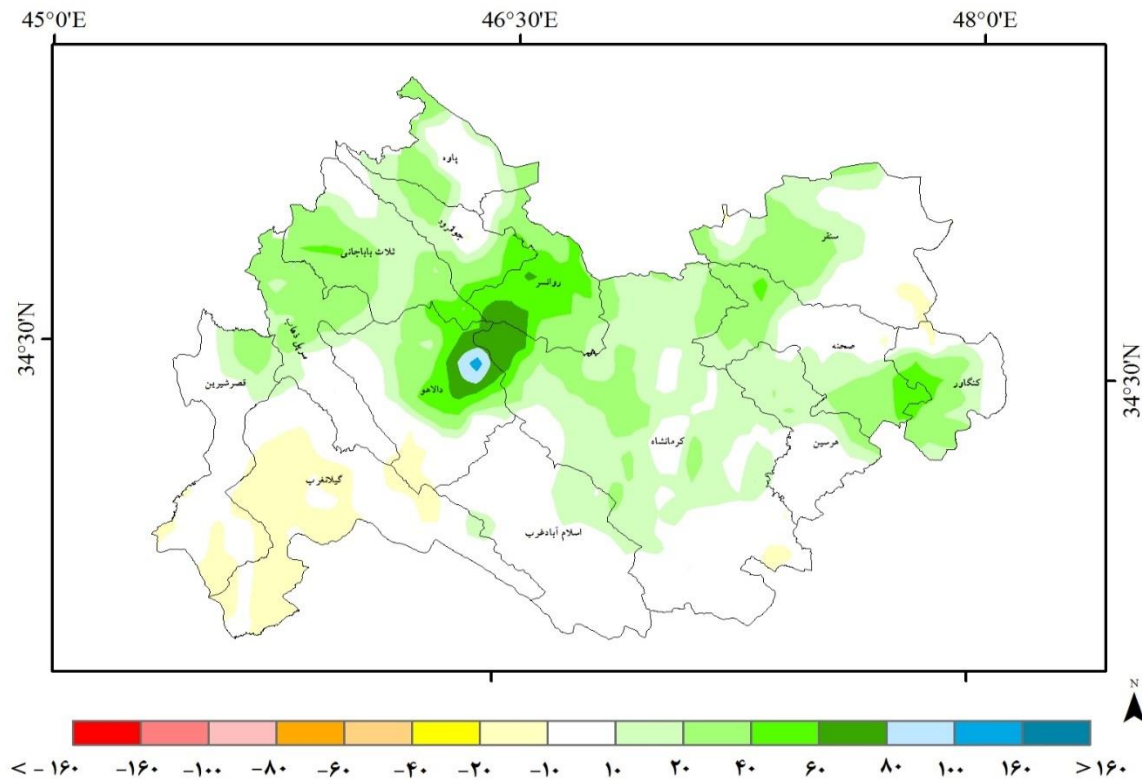 45°0'E 46°30'E 48°0'E
پاوه
جوانرود
سنقر
ثلاث باباجانی
روانسر
34°30'N
سرپل ذهاب
صحنه
34°30'N
قصرشیرین
دالاهو
کنگاور
کرمانشاه
هرسین
گیلانغرب
اسلام آبادغرب
N
< -۱۶۰ -۱۶۰ -۱۰۰ -۸۰ -۶۰ -۴۰ -۲۰ -۱۰ ۱۰ ۲۰ ۴۰ ۶۰ ۸۰ ۱۰۰ ۱۶۰ >۱۶۰